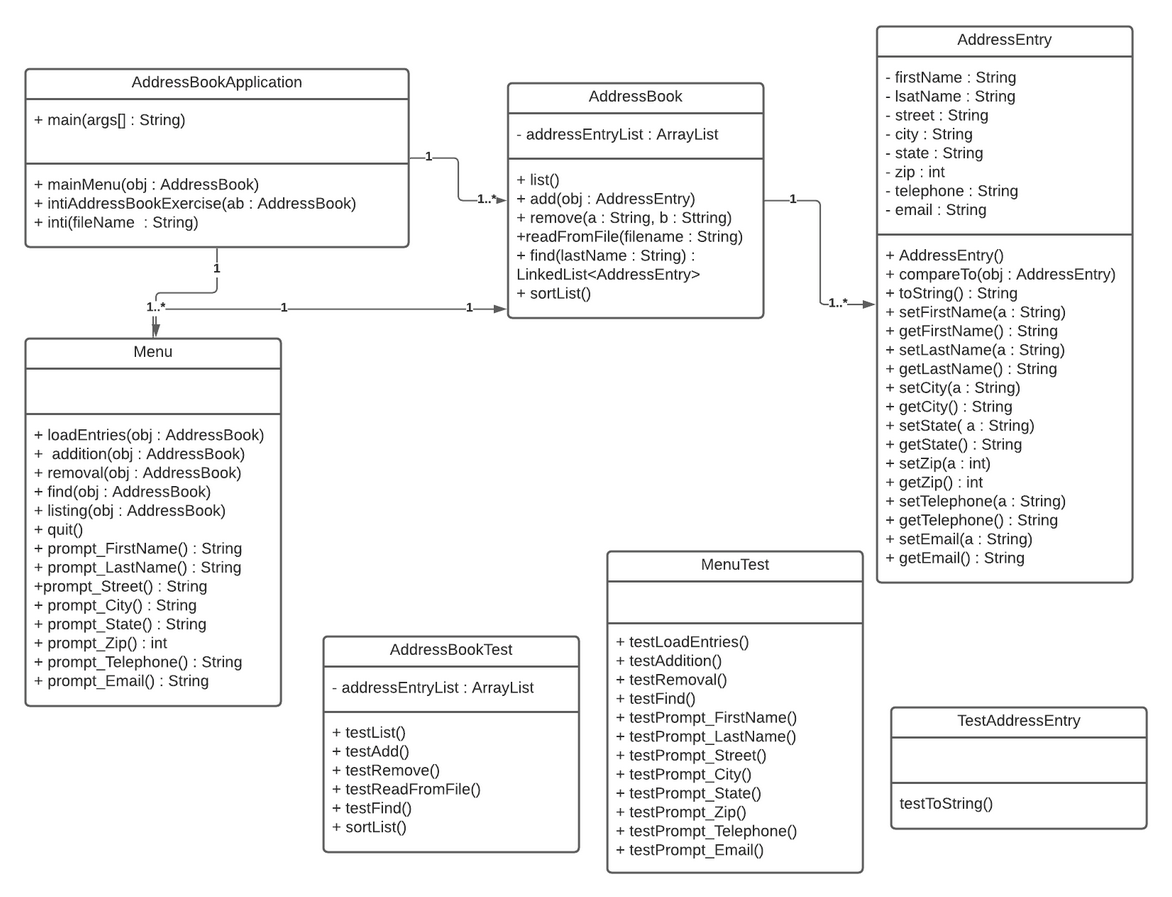 AddressBookApplication
+ main(args[] : String)
+ mainMenu(obj : AddressBook)
+ intiAddressBookExercise(ab : AddressBook)
+ inti(fileName  : String)
1
1..*
1
1..*
1
1
AddressBook
- addressEntryList : ArrayList
+ list()
+ add(obj : AddressEntry)
+ remove(a : String, b : Sttring)
+readFromFile(filename : String)
+ find(lastName : String) :
LinkedList<AddressEntry>
+ sortList()
1
1..*
AddressEntry
- firstName : String
- lsatName : String
- street : String
- city : String
- state : String
- zip : int
- telephone : String
- email : String
+ AddressEntry()
+ compareTo(obj : AddressEntry)
+ toString() : String
+ setFirstName(a : String)
+ getFirstName() : String
+ setLastName(a : String)
+ getLastName() : String
+ setCity(a : String)
+ getCity() : String
+ setState( a : String)
+ getState() : String
+ setZip(a : int)
+ getZip() : int
+ setTelephone(a : String)
+ getTelephone() : String
+ setEmail(a : String)
+ getEmail() : String
Menu
+ loadEntries(obj : AddressBook)
+  addition(obj : AddressBook)
+ removal(obj : AddressBook)
+ find(obj : AddressBook)
+ listing(obj : AddressBook)
+ quit()
+ prompt_FirstName() : String
+ prompt_LastName() : String
+prompt_Street() : String
+ prompt_City() : String
+ prompt_State() : String
+ prompt_Zip() : int
+ prompt_Telephone() : String
+ prompt_Email() : String
AddressBookTest
- addressEntryList : ArrayList
+ testList()
+ testAdd()
+ testRemove()
+ testReadFromFile()
+ testFind()
+ sortList()
MenuTest
+ testLoadEntries()
+ testAddition()
+ testRemoval()
+ testFind()
+ testPrompt_FirstName()
+ testPrompt_LastName()
+ testPrompt_Street()
+ testPrompt_City()
+ testPrompt_State()
+ testPrompt_Zip()
+ testPrompt_Telephone()
+ testPrompt_Email()
TestAddressEntry
testToString()